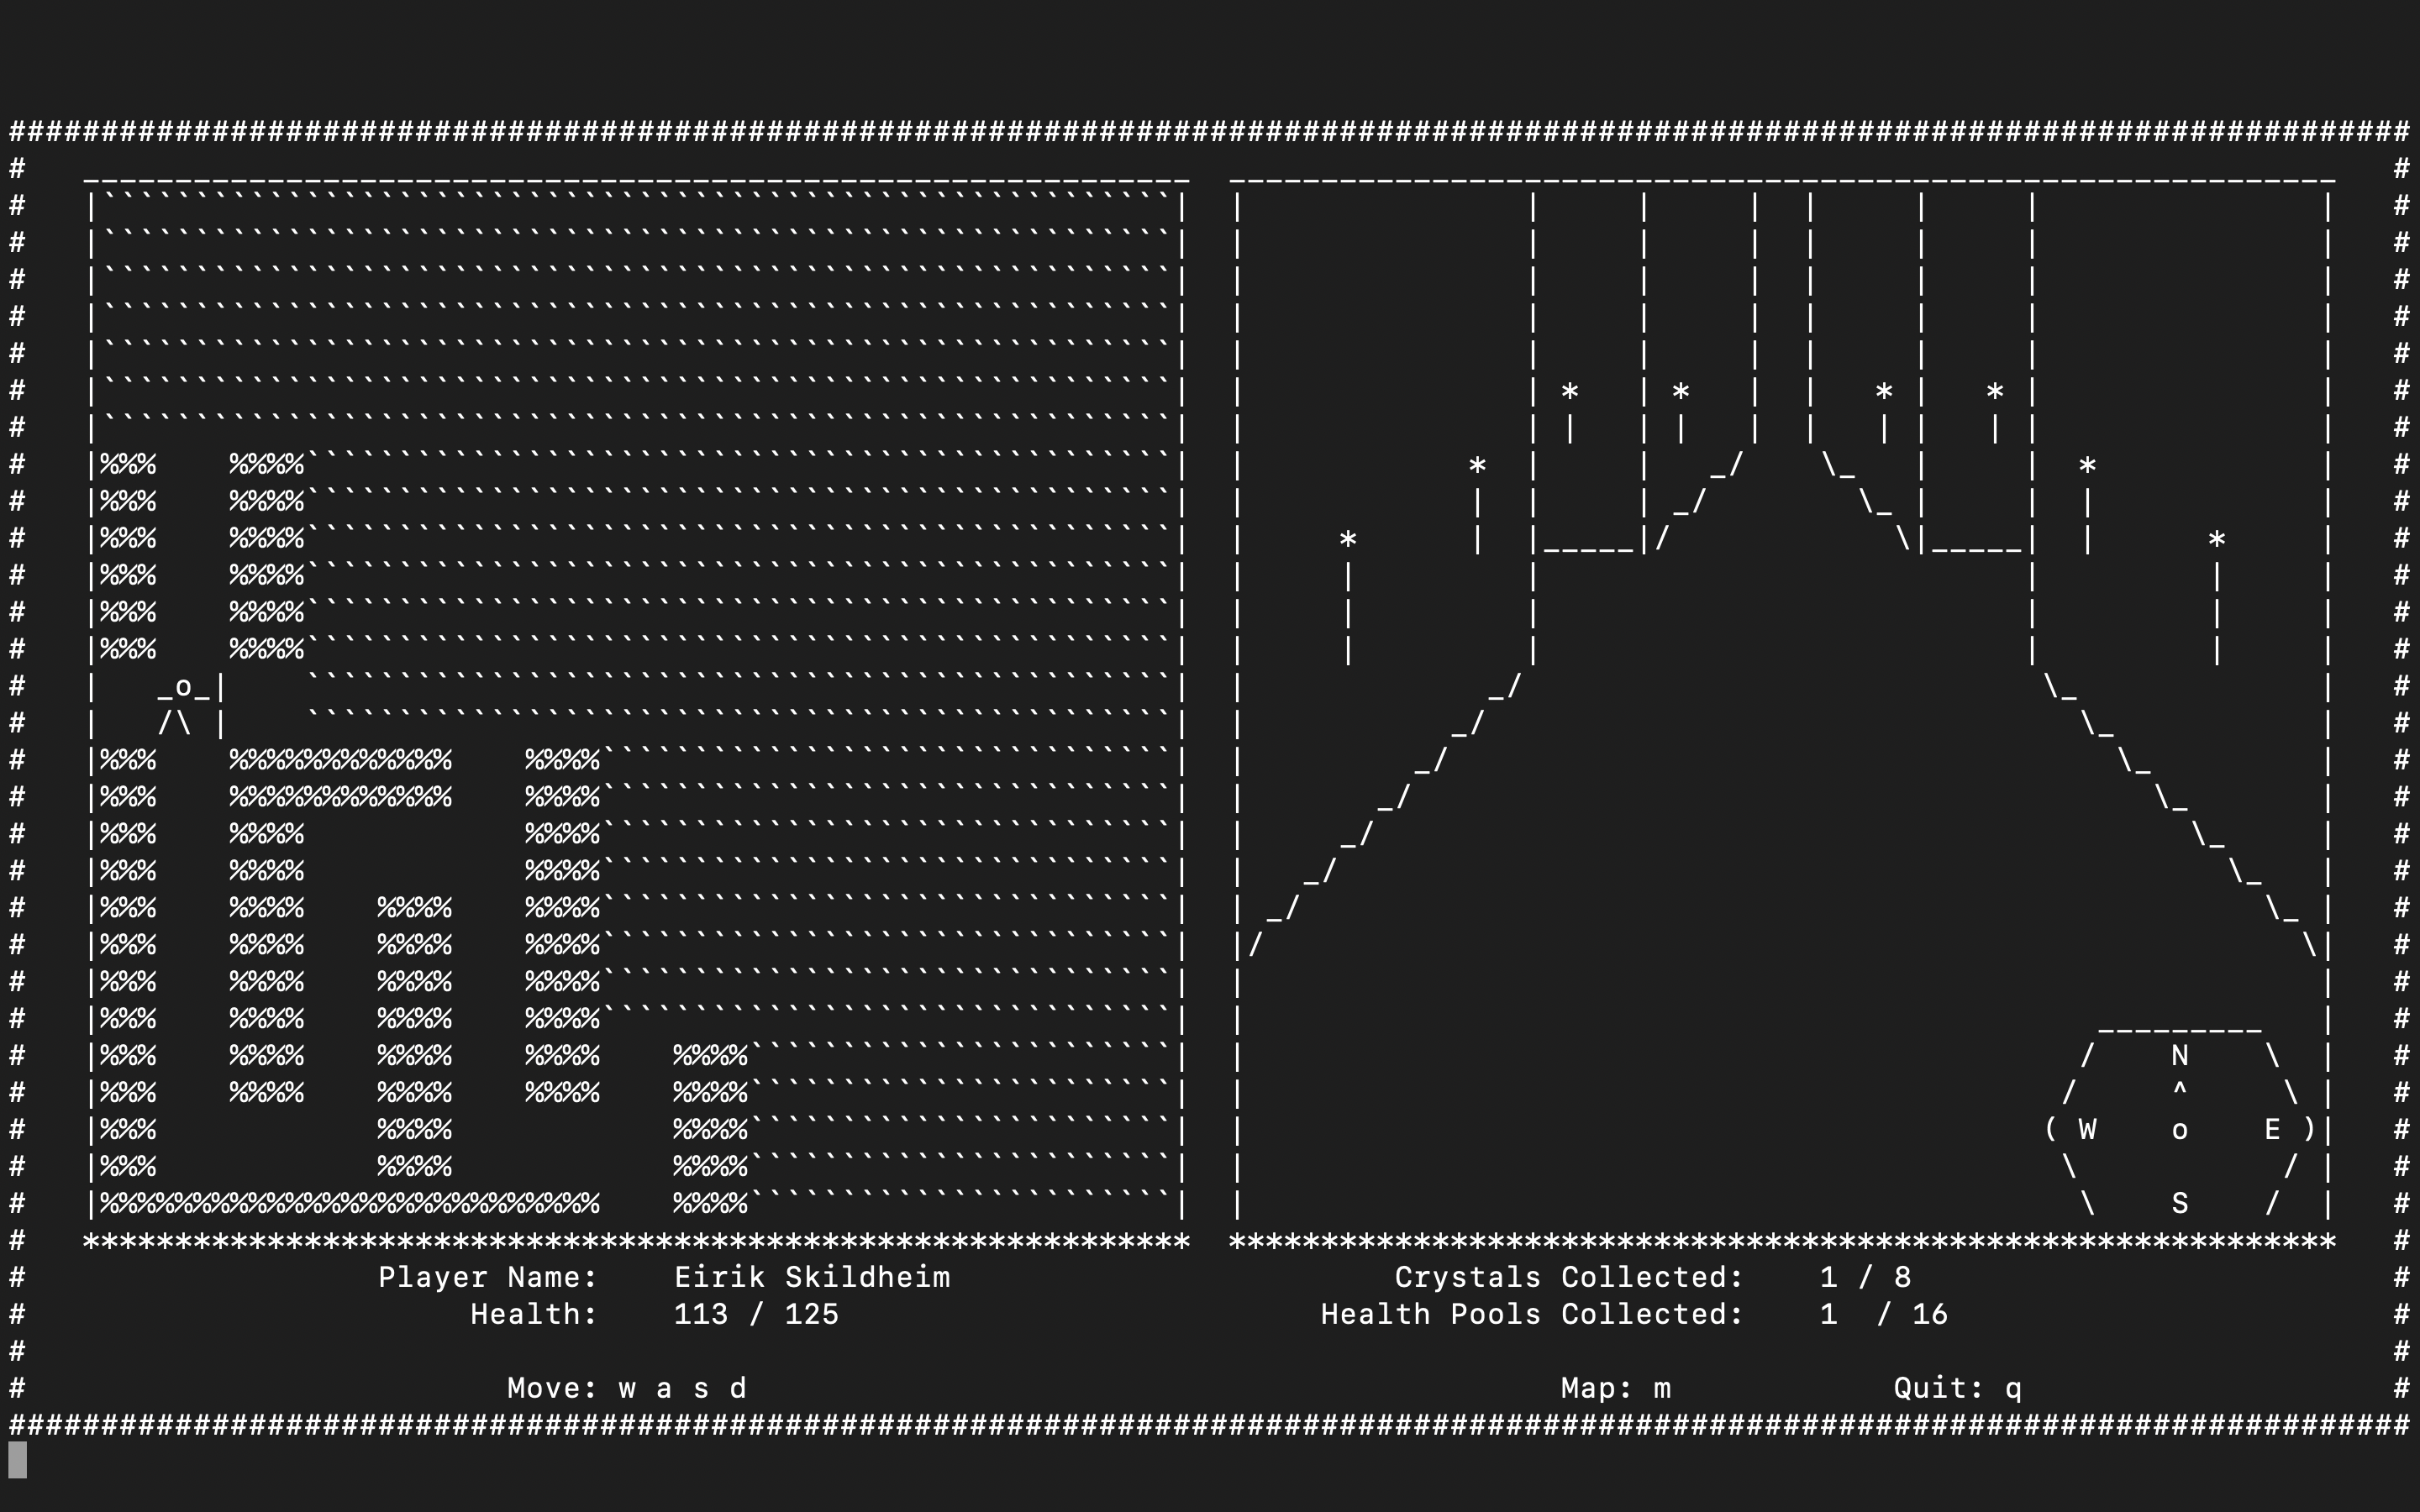 N
W o E
S
Player Name: Eirik Skildheim Crystals Collected: 1 / 8
Health: 113 / 125 Health Pools Collected: 1 / 16
Move: w a s d Map: m Quit: q